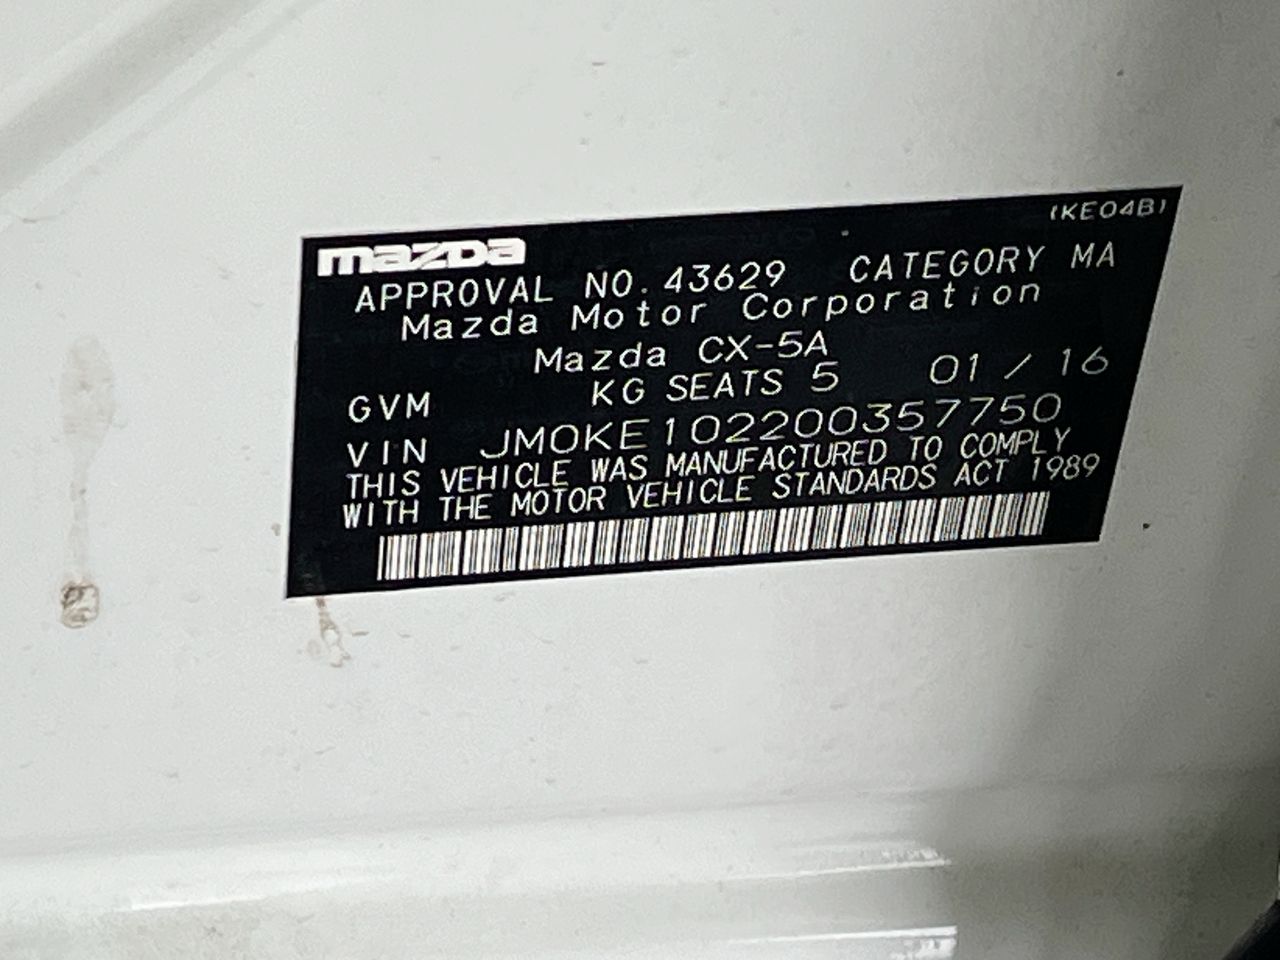 (KE04B)
mazda
APPROVAL NO. 43629 CATEGORY MA
Mazda Motor Corporation
Mazda CX-5A
GVM KG SEATS 5 01 / 16
VIN JM0KE102200357750
THIS VEHICLE WAS MANUFACTURED TO COMPLY
WITH THE MOTOR VEHICLE STANDARDS ACT 1989